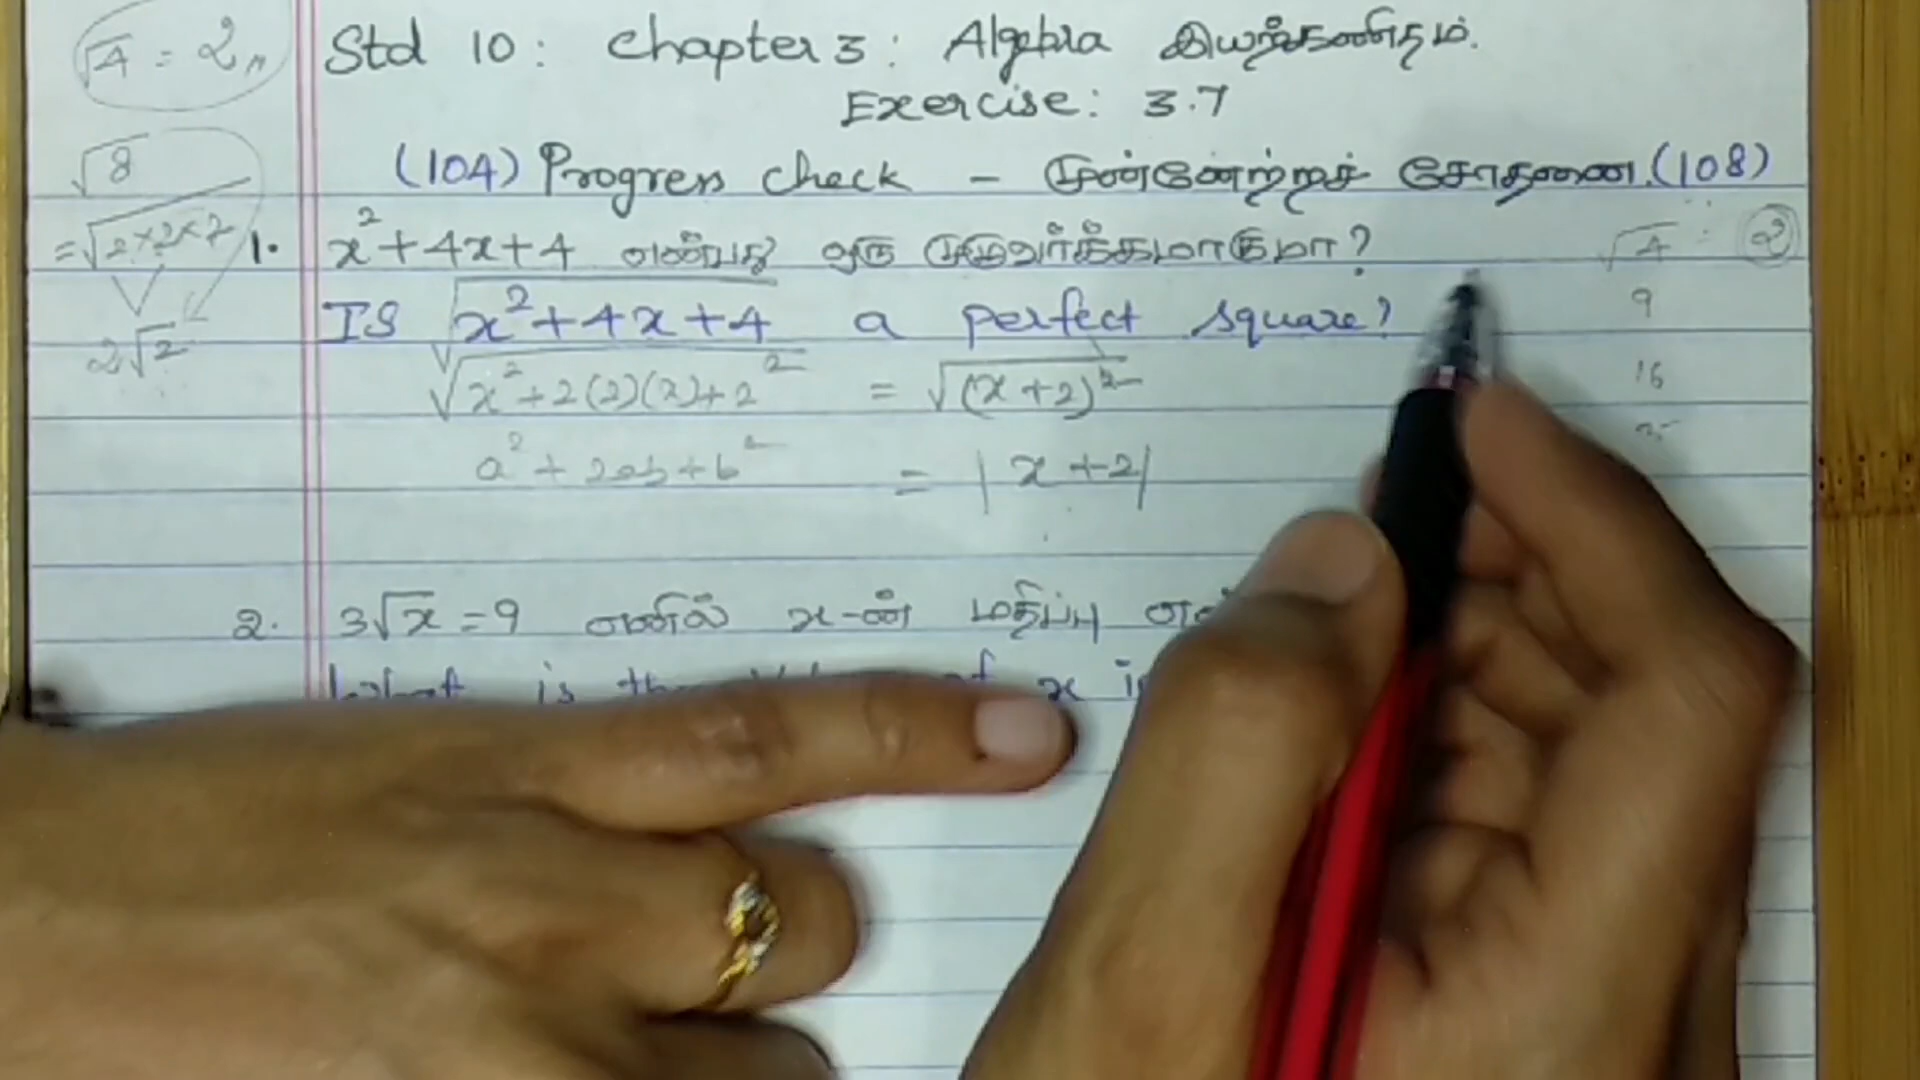 √4 = 2
Std 10 : Chapter 3 : Algebra இயற்கணிதம்.
Exercise: 3.7
(104) Progress check – முன்னேற்றச் சோதனை. (108)
√8
= √2×2×2
2√2
1. x² + 4x + 4 என்பது ஒரு முழுவர்க்கமாகுமா?
IS √x² + 4x + 4 a perfect square?
√x² + 2(2)(x) + 2² = √(x + 2)²
a² + 2ab + b² = |x + 2|
√4 2
9
16
2. 3√x = 9 எனில் x-ன் மதிப்பு
What is the x